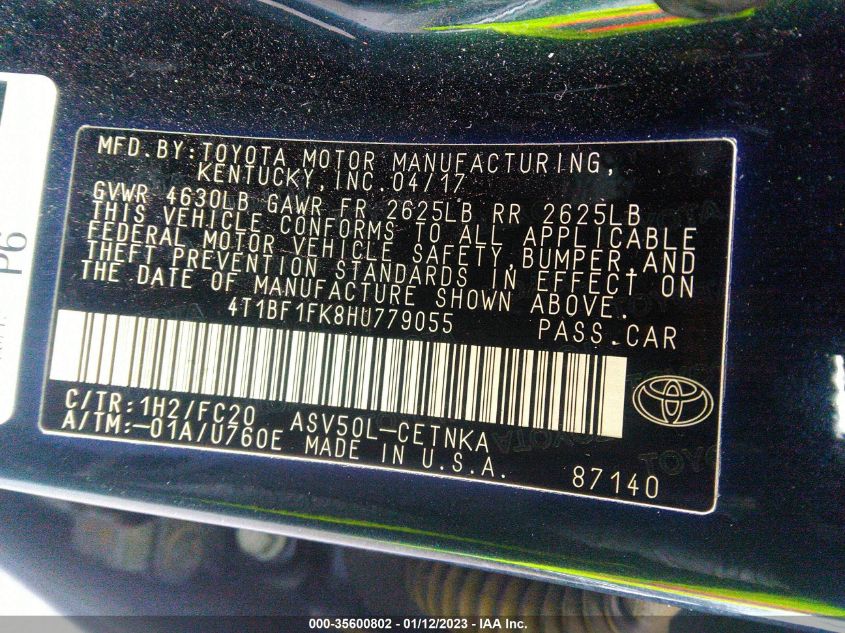 MFD.BY:TOYOTA MOTOR MANUFACTURING,
KENTUCKY,INC.04/17
GVWR 4630LB GAWR FR 2625LB RR 2625LB
THIS VEHICLE CONFORMS TO ALL APPLICABLE
FEDERAL MOTOR VEHICLE SAFETY,BUMPER,AND
THEFT PREVENTION STANDARDS IN EFFECT ON
THE DATE OF MANUFACTURE SHOWN ABOVE.
4T1BF1FK8HU779055 PASS.CAR
C/TR:1H2/FC20 ASV50L-CETNKA
A/TM:-01A/U760E MADE IN U.S.A.
87140
P6
000-35600802 - 01/12/2023 - IAAI.com.